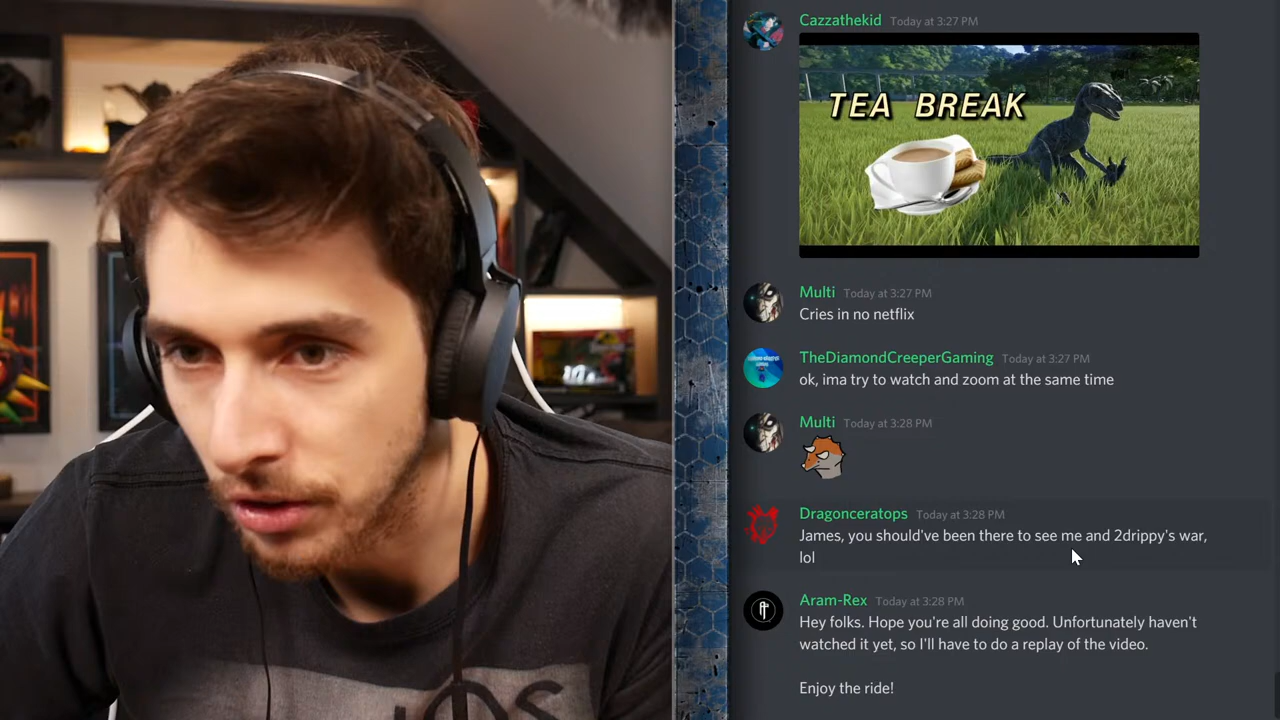 Cazzathekid Today at 3:27 PM
TEA BREAK
Multi Today at 3:27 PM
Cries in no netflix
TheDiamondCreeperGaming Today at 3:27 PM
ok, ima try to watch and zoom at the same time
Multi Today at 3:28 PM
Dragonceratops Today at 3:28 PM
James, you should've been there to see me and 2drippy's war,
lol
Aram-Rex Today at 3:28 PM
Hey folks. Hope you're all doing good. Unfortunately haven't
watched it yet, so I'll have to do a replay of the video.
Enjoy the ride!